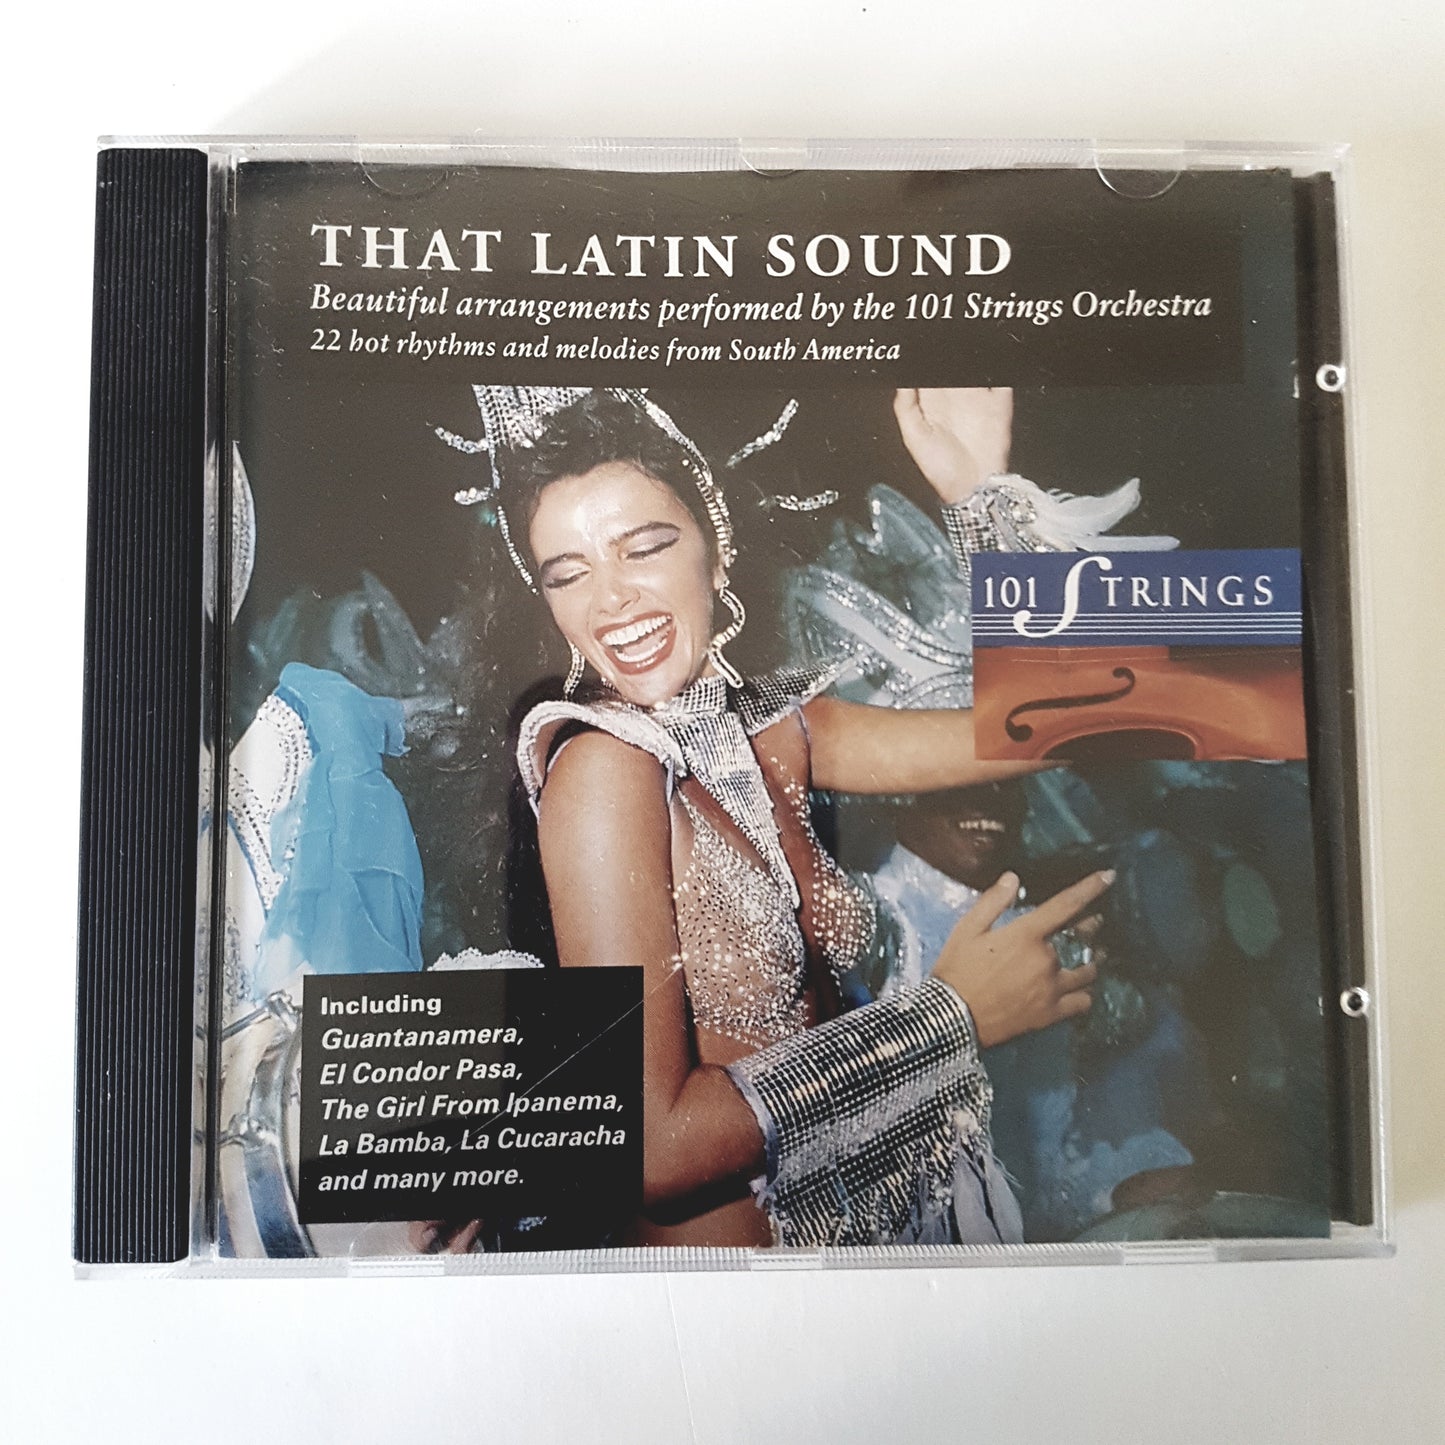 THAT LATIN SOUND
Beautiful arrangements performed by the 101 Strings Orchestra
22 hot rhythms and melodies from South America
101 STRINGS
Including
Guantanamera,
El Condor Pasa,
The Girl From Ipanema,
La Bamba, La Cucaracha
and many more.